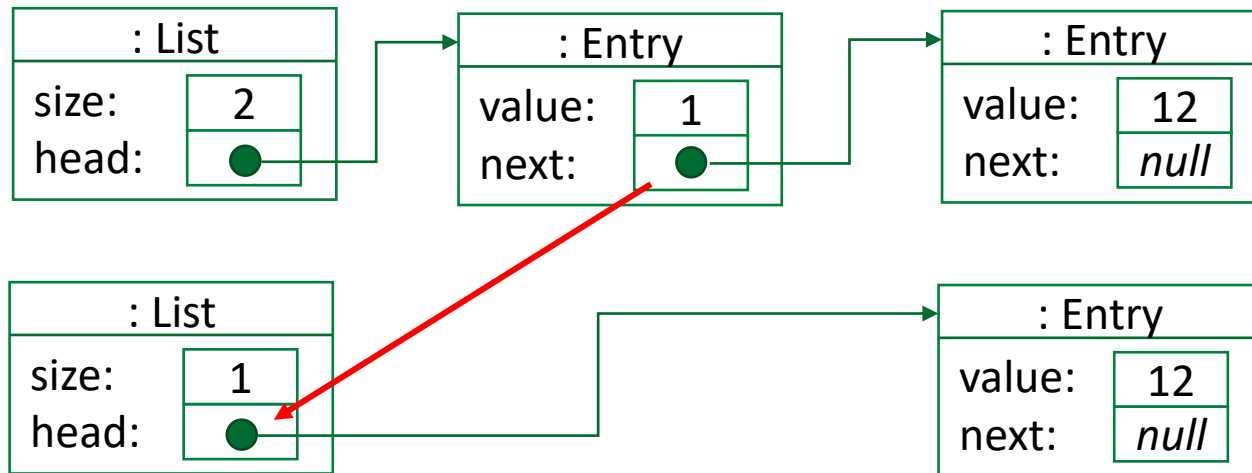 : List
size: 2
head:
: Entry
value: 1
next:
: Entry
value: 12
next: null
: List
size: 1
head:
: Entry
value: 12
next: null